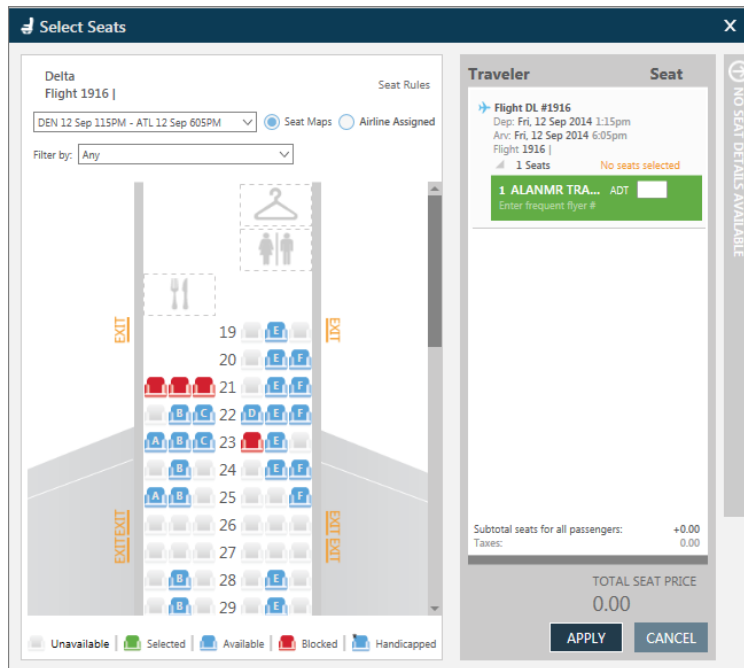 Select Seats
X
Delta
Flight 1916 |
Seat Rules
DEN 12 Sep 115PM - ATL 12 Sep 605PM
Seat Maps
Airline Assigned
Filter by: Any
EXIT
EXIT
19 E
20 E F
21 E F
B C 22 D E F
A B C 23 E
B 24 E F
A B 25 F
EXIT EXIT
26
EXIT EXIT
27
B 28 E
B 29 E
Unavailable | Selected | Available | Blocked | Handicapped
Traveler Seat
Flight DL #1916
Dep: Fri, 12 Sep 2014 1:15pm
Arv: Fri, 12 Sep 2014 6:05pm
Flight 1916 |
1 Seats No seats selected
1 ALANMR TRA... ADT
Enter frequent flyer #
Subtotal seats for all passengers: +0.00
Taxes: 0.00
TOTAL SEAT PRICE
0.00
APPLY CANCEL
NO SEAT DETAILS AVAILABLE